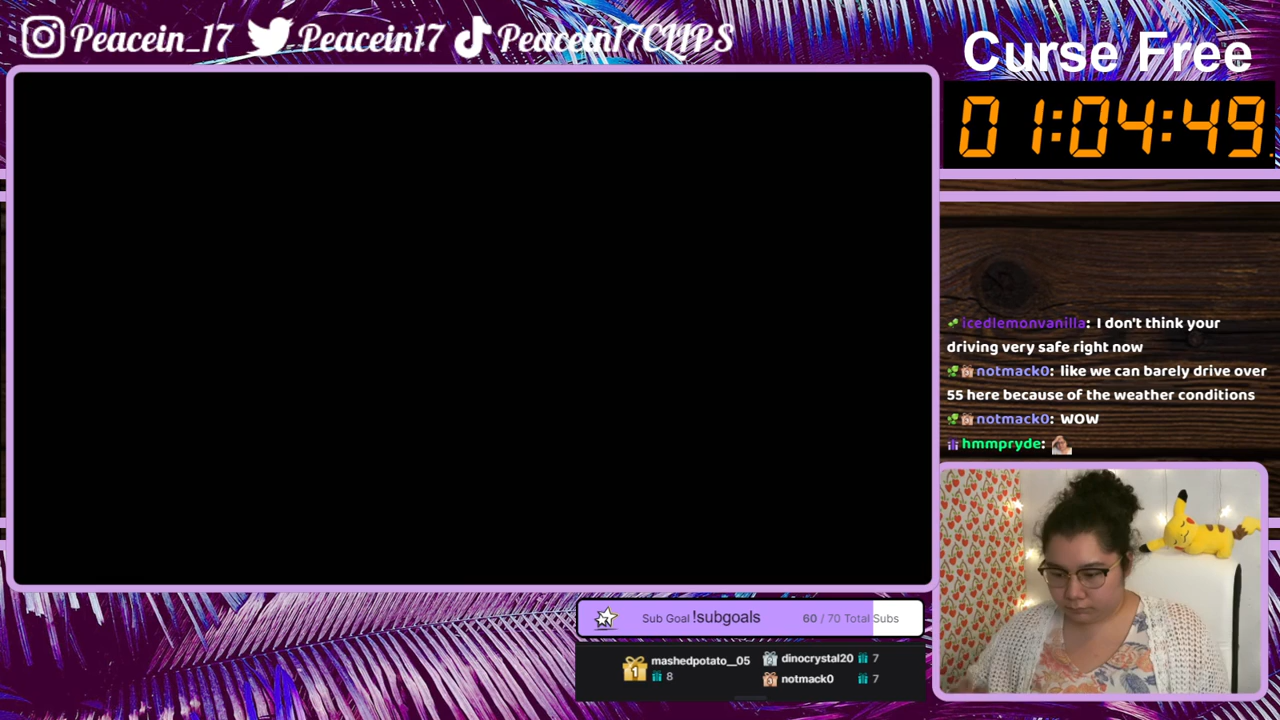 Peacein_17 Peacein17 Peacein17CLIPS
Curse Free
01:04:49
icedlemonvanilla: I don't think your
driving very safe right now
notmack0: like we can barely drive over
55 here because of the weather conditions
notmack0: WOW
hmmpryde:
Sub Goal !subgoals 60 / 70 Total Subs
1 mashedpotato__05 8
dinocrystal20 7
notmack0 7